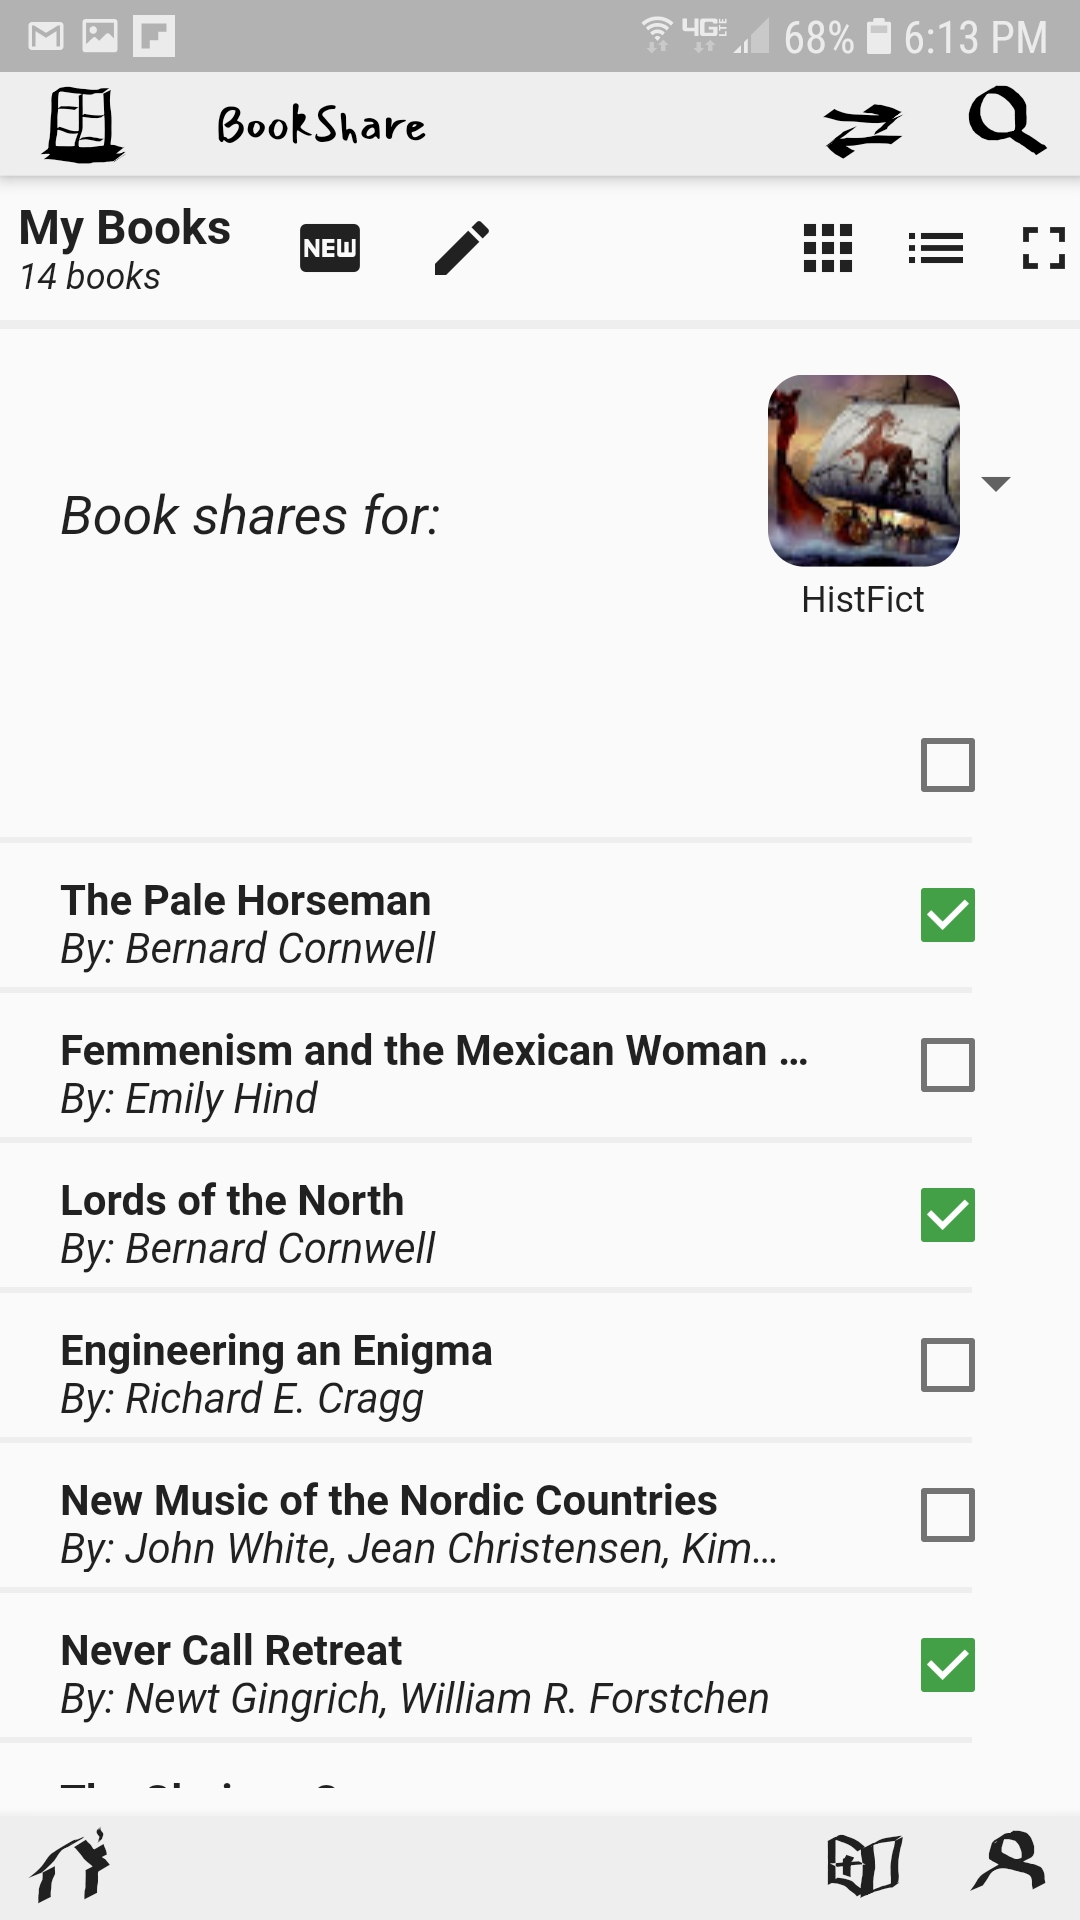 4G LTE 68% 6:13 PM
BookShare
My Books
14 books
NEW
Book shares for:
HistFict
The Pale Horseman
By: Bernard Cornwell
Femmenism and the Mexican Woman ...
By: Emily Hind
Lords of the North
By: Bernard Cornwell
Engineering an Enigma
By: Richard E. Cragg
New Music of the Nordic Countries
By: John White, Jean Christensen, Kim...
Never Call Retreat
By: Newt Gingrich, William R. Forstchen